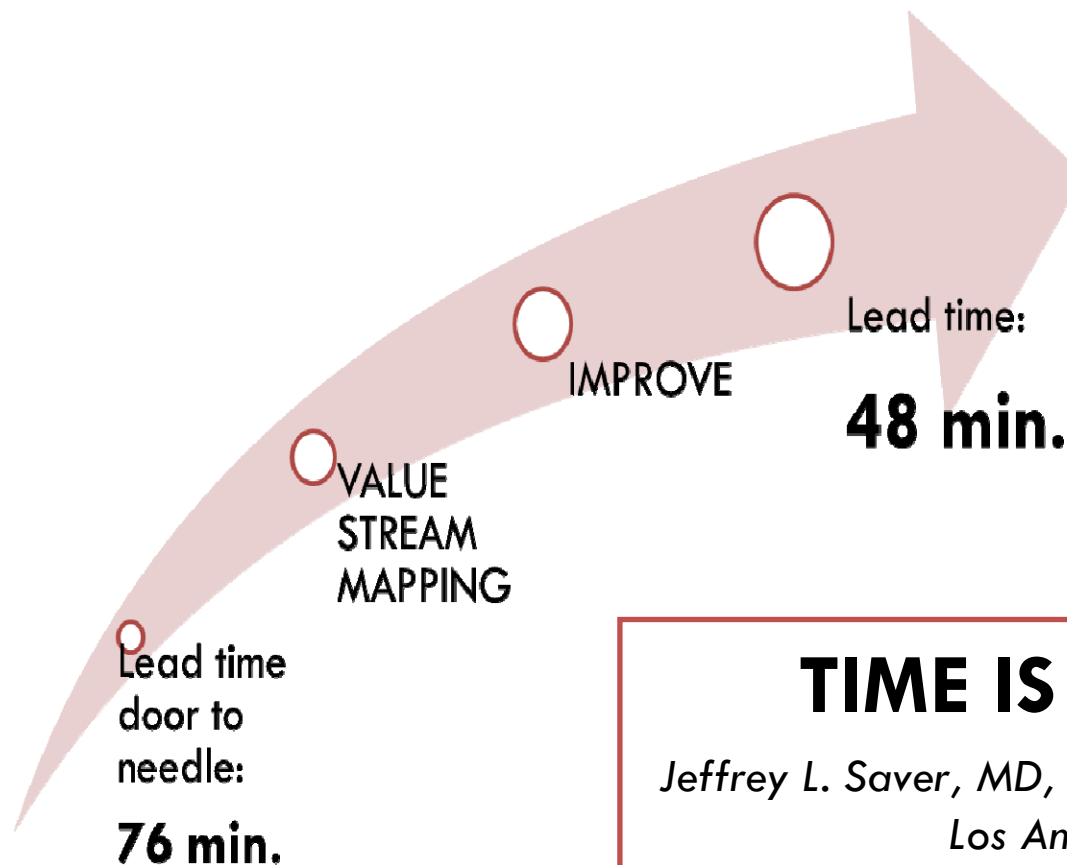 Lead time
door to
needle:
76 min.
VALUE
STREAM
MAPPING
IMPROVE
Lead time:
48 min.
TIME IS
Jeffrey L. Saver, MD,
Los An